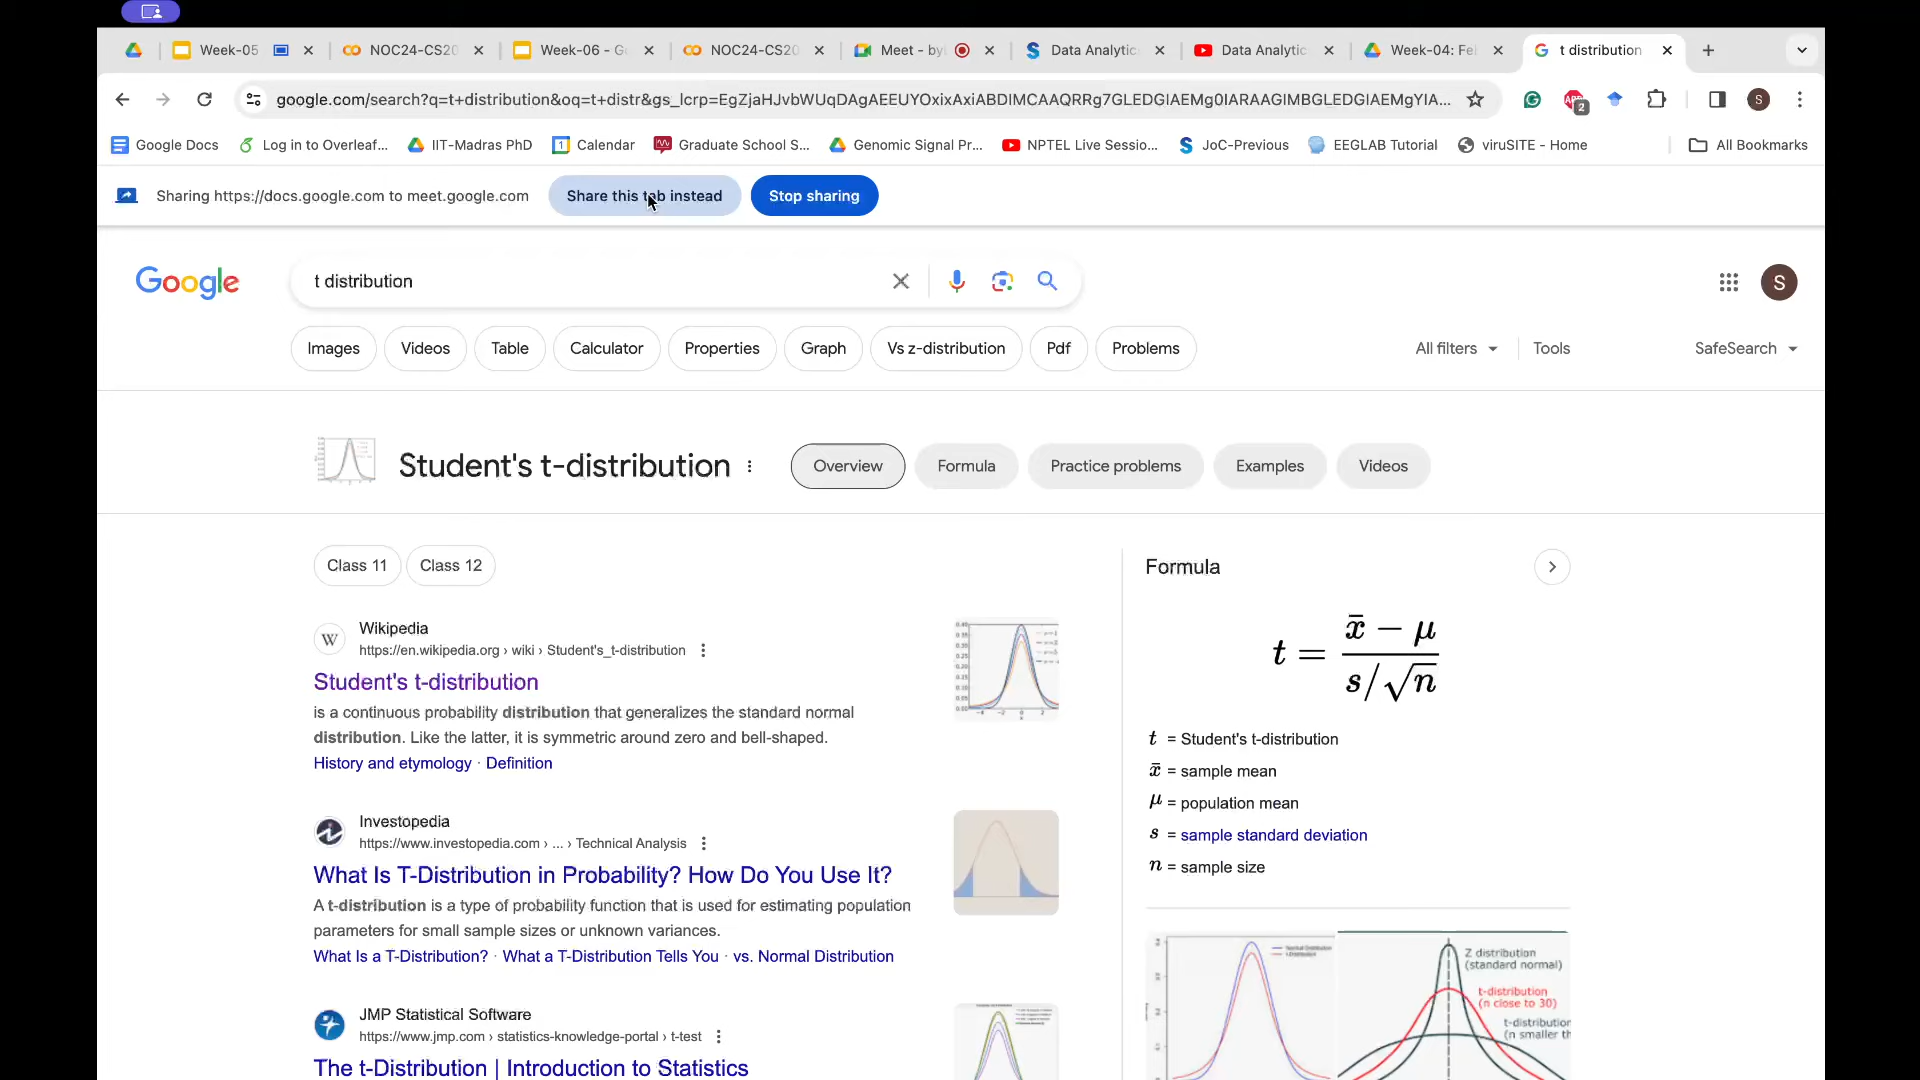 Week-05
NOC24-CS20
Week-06 - G
NOC24-CS20
Meet - by
Data Analytic
Data Analytic
Week-04: Fe
t distribution
google.com/search?q=t+distribution&oq=t+distr&gs_lcrp=EgZjaHJvbWUqDAgAEEUYOxixAxiABDIMCAAQRRg7GLEDGIAEMg0IARAAGIMBGLEDGIAEMgYIA...
2
S
Google Docs
Log in to Overleaf...
IIT-Madras PhD
Calendar
Graduate School S...
Genomic Signal Pr...
NPTEL Live Sessio...
JoC-Previous
EEGLAB Tutorial
viruSITE - Home
All Bookmarks
Sharing https://docs.google.com to meet.google.com
Share this tab instead
Stop sharing
Google
t distribution
S
Images
Videos
Table
Calculator
Properties
Graph
Vs z-distribution
Pdf
Problems
All filters
Tools
SafeSearch
Student's t-distribution
Overview
Formula
Practice problems
Examples
Videos
Class 11
Class 12
W
Wikipedia
https://en.wikipedia.org › wiki › Student's_t-distribution
Student's t-distribution
is a continuous probability distribution that generalizes the standard normal
distribution. Like the latter, it is symmetric around zero and bell-shaped.
History and etymology · Definition
Investopedia
https://www.investopedia.com › ... › Technical Analysis
What Is T-Distribution in Probability? How Do You Use It?
A t-distribution is a type of probability function that is used for estimating population
parameters for small sample sizes or unknown variances.
What Is a T-Distribution? · What a T-Distribution Tells You · vs. Normal Distribution
JMP Statistical Software
https://www.jmp.com › statistics-knowledge-portal › t-test
The t-Distribution | Introduction to Statistics
Formula
t = x̄ − μ / s/√n
t = Student's t-distribution
x̄ = sample mean
μ = population mean
s = sample standard deviation
n = sample size
Z distribution
(standard normal)
t-distribution
(n close to 30)
t-distribution
(n smaller th